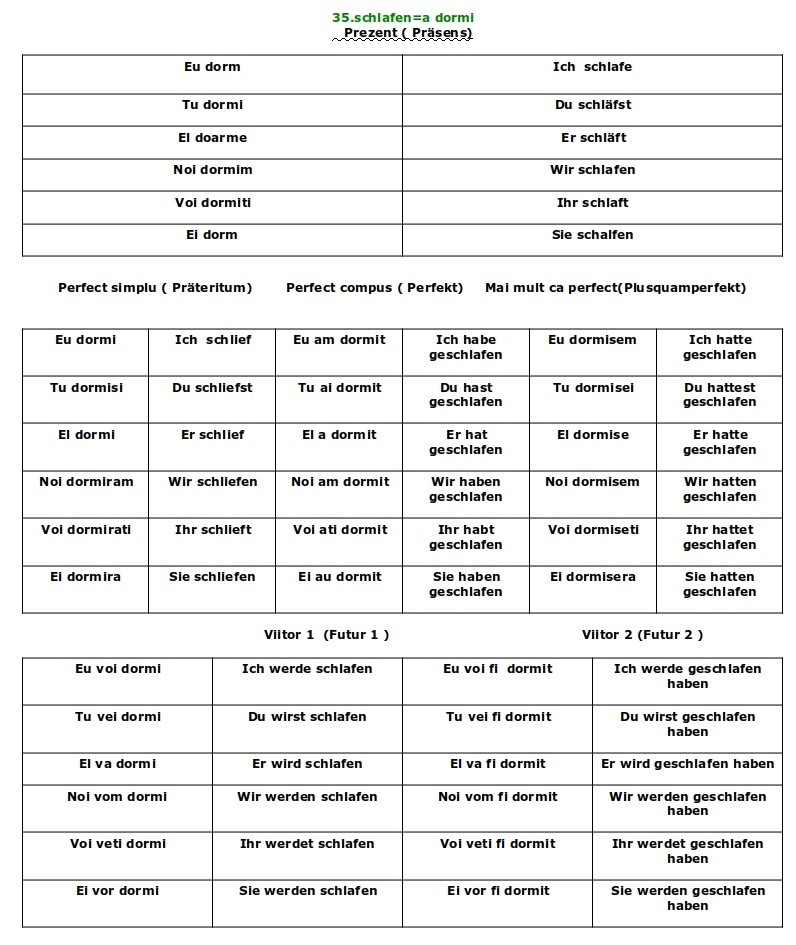 35.schlafen=a dormi
Prezent ( Präsens)
Eu dorm Ich schlafe
Tu dormi Du schläfst
El doarme Er schläft
Noi dormim Wir schlafen
Voi dormiti Ihr schlaft
Ei dorm Sie schalfen
Perfect simplu ( Präteritum) Perfect compus ( Perfekt) Mai mult ca perfect(Plusquamperfekt)
Eu dormi Ich schlief Eu am dormit Ich habe geschlafen Eu dormisem Ich hatte geschlafen
Tu dormisi Du schliefst Tu ai dormit Du hast geschlafen Tu dormisei Du hattest geschlafen
El dormi Er schlief El a dormit Er hat geschlafen El dormise Er hatte geschlafen
Noi dormiram Wir schliefen Noi am dormit Wir haben geschlafen Noi dormisem Wir hatten geschlafen
Voi dormirati Ihr schlieft Voi ati dormit Ihr habt geschlafen Voi dormiseti Ihr hattet geschlafen
Ei dormira Sie schliefen Ei au dormit Sie haben geschlafen Ei dormisera Sie hatten geschlafen
Viitor 1 (Futur 1 ) Viitor 2 (Futur 2 )
Eu voi dormi Ich werde schlafen Eu voi fi dormit Ich werde geschlafen haben
Tu vei dormi Du wirst schlafen Tu vei fi dormit Du wirst geschlafen haben
El va dormi Er wird schlafen El va fi dormit Er wird geschlafen haben
Noi vom dormi Wir werden schlafen Noi vom fi dormit Wir werden geschlafen haben
Voi veti dormi Ihr werdet schlafen Voi veti fi dormit Ihr werdet geschlafen haben
Ei vor dormi Sie werden schlafen Ei vor fi dormit Sie werden geschlafen haben